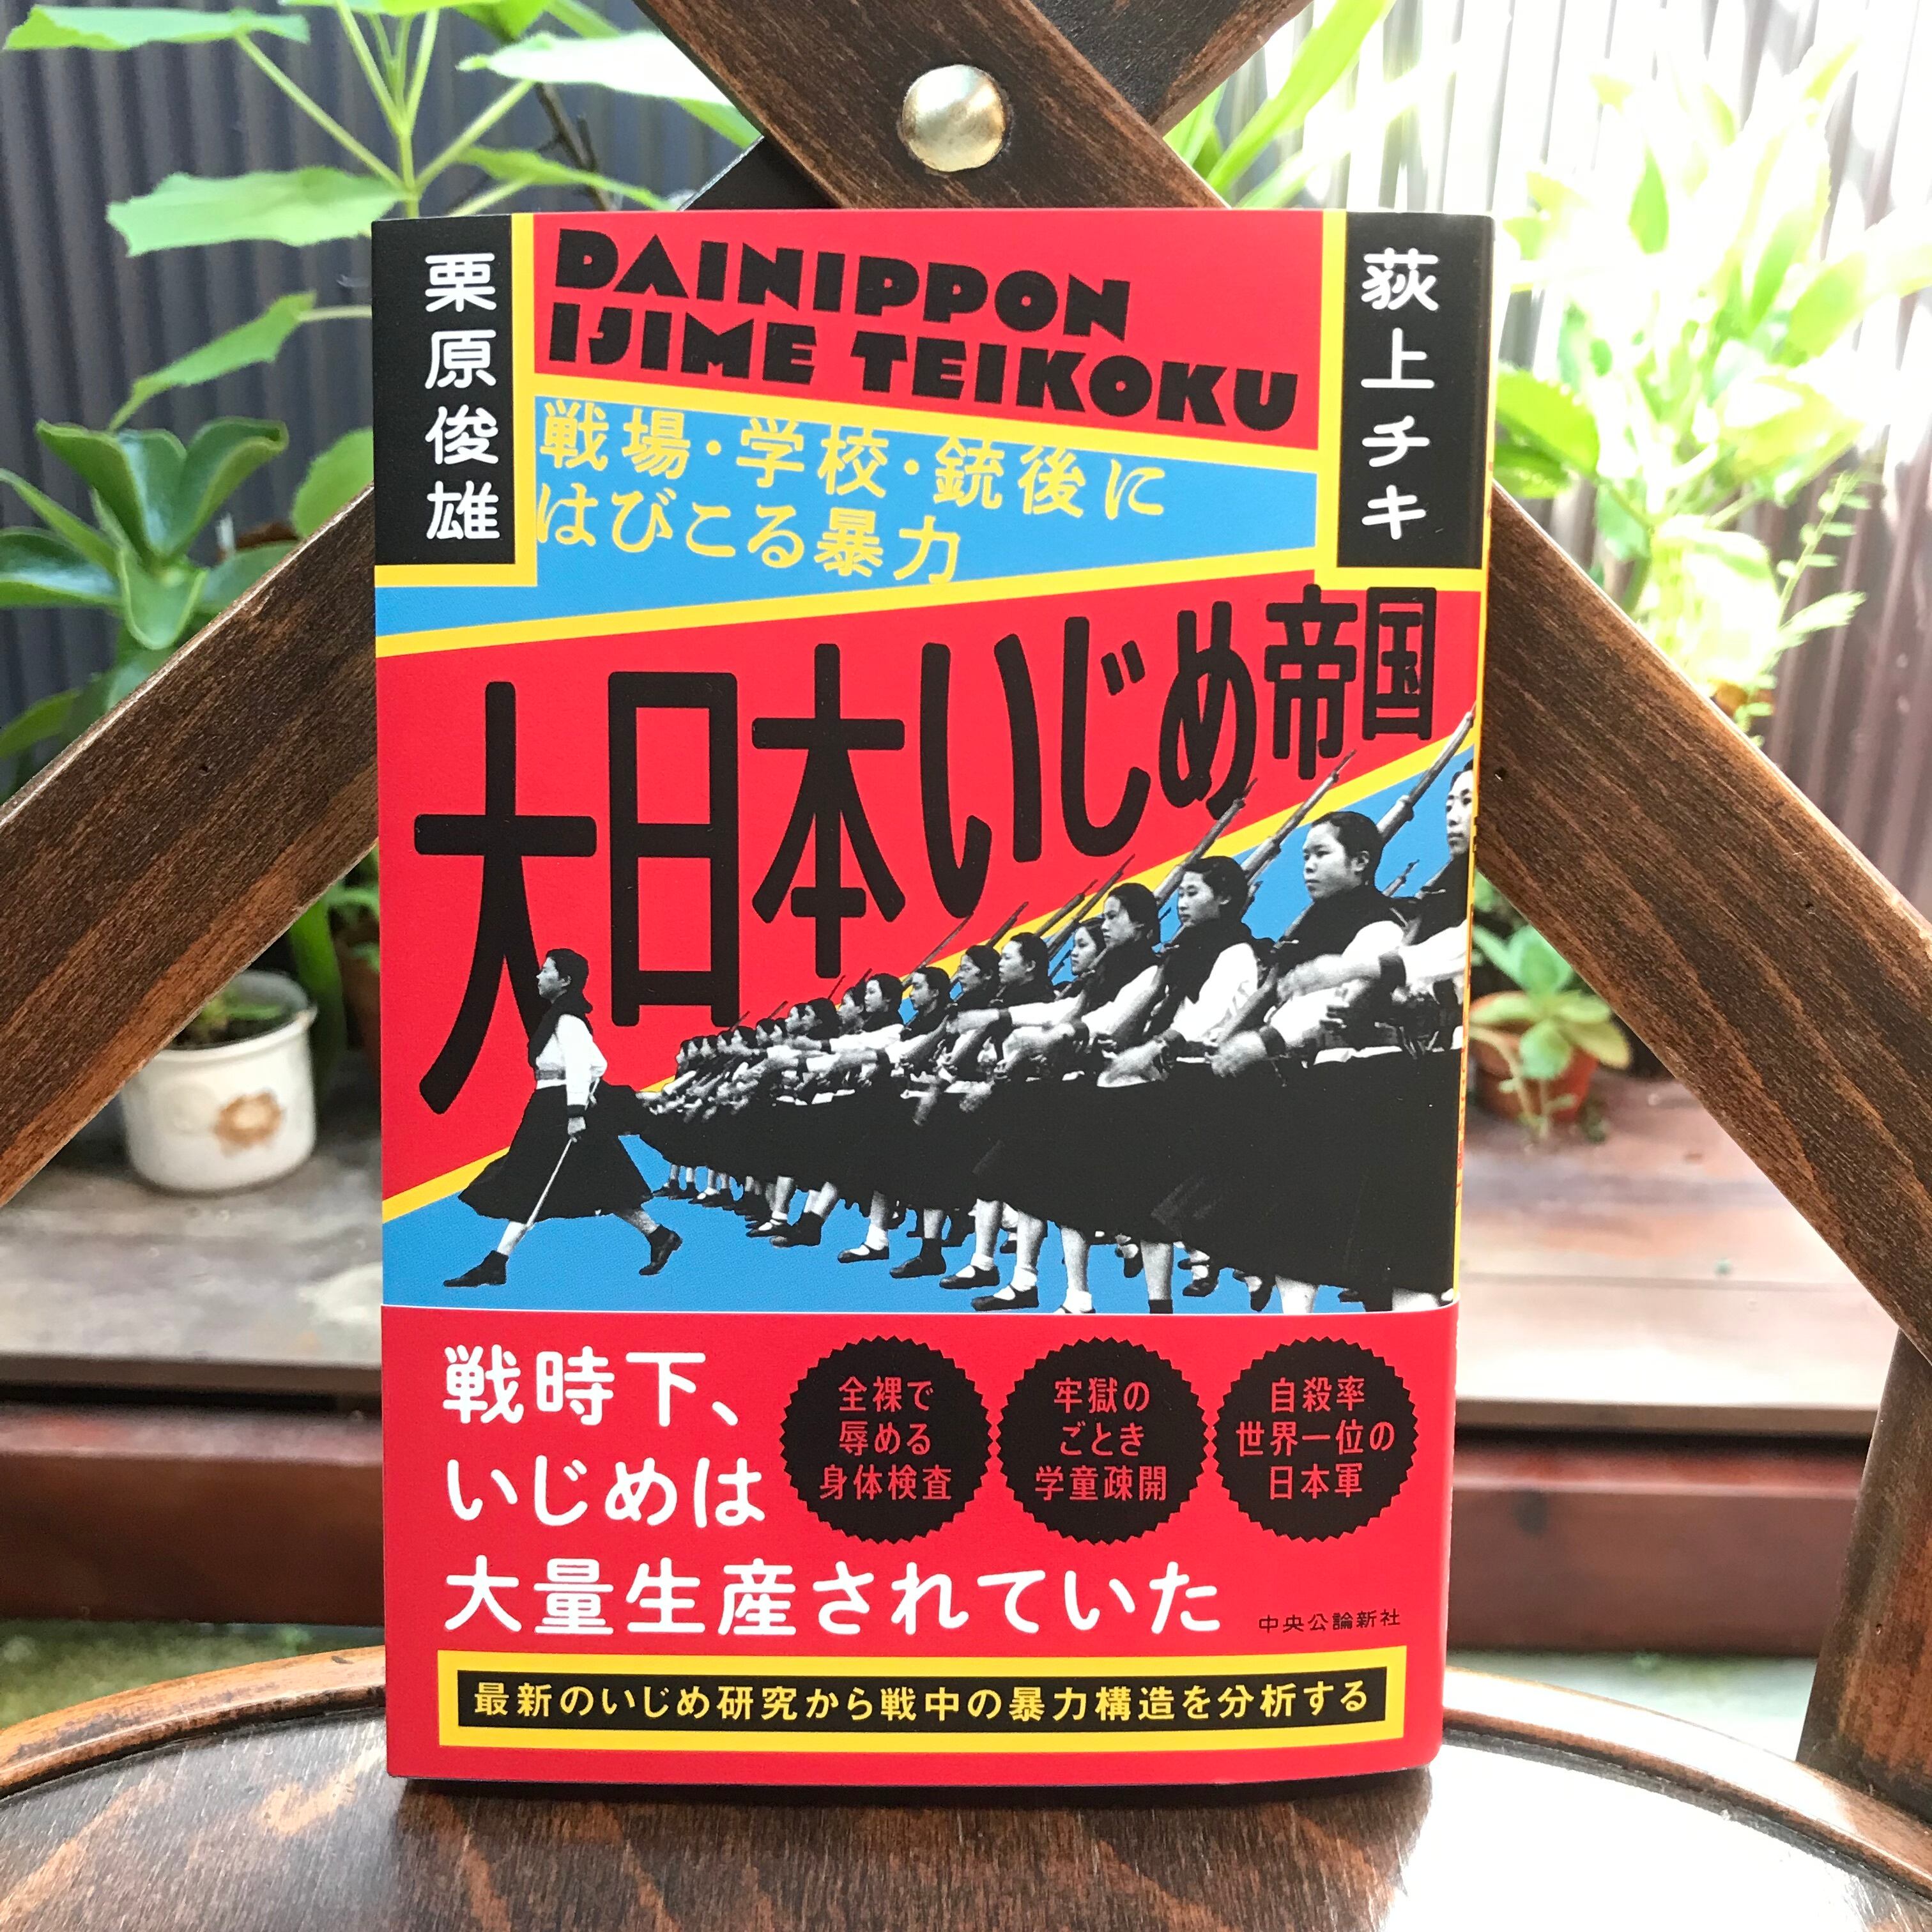 荻上チキ
栗原俊雄
DAINIPPON
IJIME TEIKOKU
戦場・学校・銃後に
はびこる暴力
大日本いじめ帝国
戦時下、
いじめは
大量生産されていた
全裸で
辱める
身体検査
牢獄の
ごとき
学童疎開
自殺率
世界一位の
日本軍
中央公論新社
最新のいじめ研究から戦中の暴力構造を分析する